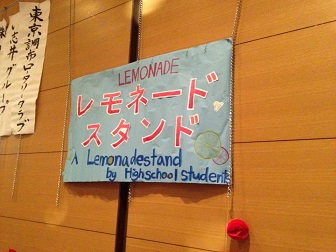 東京調布ロータリークラブ
LEMONADE
レモネード
スタンド
A Lemonadestand
by Highschool students